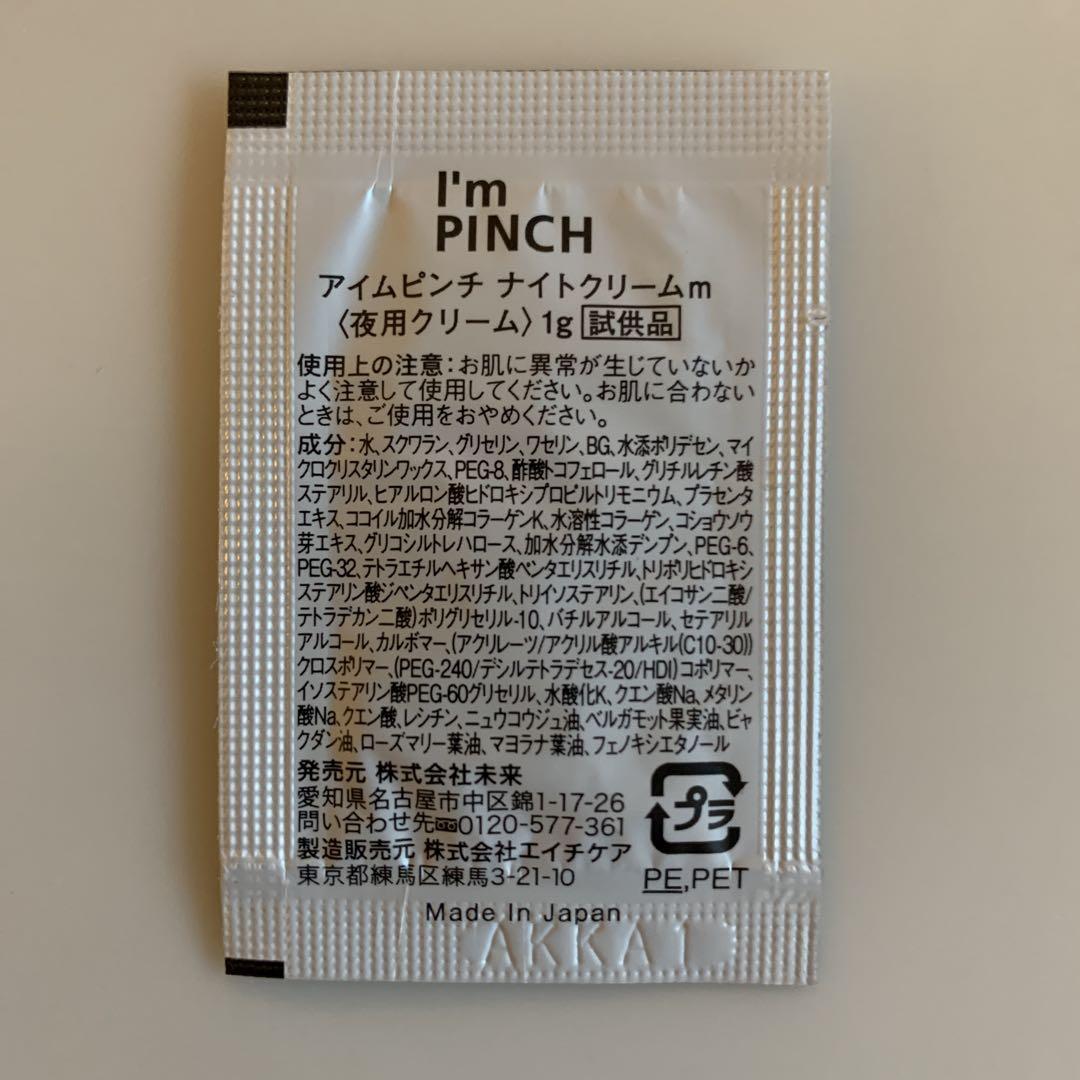 I'm
PINCH
アイムピンチ ナイトクリームm
〈夜用クリーム〉1g 試供品
使用上の注意：お肌に異常が生じていないか
よく注意して使用してください。お肌に合わない
ときは、ご使用をおやめください。
成分：水、スクワラン、グリセリン、ワセリン、BG、水添ポリデセン、マイ
クロクリスタリンワックス、PEG-8、酢酸トコフェロール、グリチルレチン酸
ステアリル、ヒアルロン酸ヒドロキシプロピルトリモニウム、プラセンタ
エキス、ココイル加水分解コラーゲンK、水溶性コラーゲン、コショウソウ
芽エキス、グリコシルトレハロース、加水分解水添デンプン、PEG-6、
PEG-32、テトラエチルヘキサン酸ペンタエリスリチル、トリポリヒドロキシ
ステアリン酸ジペンタエリスリチル、トリイソステアリン、(エイコサン二酸/
テトラデカン二酸)ポリグリセリル-10、バチルアルコール、セテアリル
アルコール、カルボマー、(アクリレーツ/アクリル酸アルキル(C10-30))
クロスポリマー、(PEG-240/デシルテトラデセス-20/HDI)コポリマー、
イソステアリン酸PEG-60グリセリル、水酸化K、クエン酸Na、メタリン
酸Na、クエン酸、レシチン、ニュウコウジュ油、ベルガモット果実油、ビャ
クダン油、ローズマリー葉油、マヨラナ葉油、フェノキシエタノール
発売元 株式会社未来
愛知県名古屋市中区錦1-17-26
問い合わせ先0120-577-361
製造販売元 株式会社エイチケア
東京都練馬区練馬3-21-10
プラ
PE,PET
Made In Japan
AKKA1